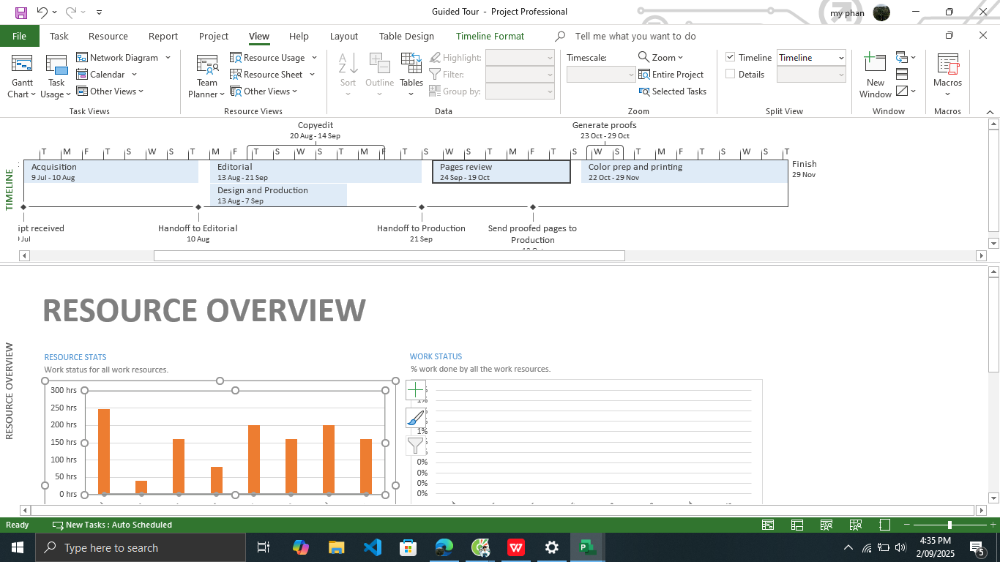 Guided Tour - Project Professional
my phan
File Task Resource Report Project View Help Layout Table Design Timeline Format Tell me what you want to do
Gantt Chart
Task Usage
Network Diagram
Calendar
Other Views
Task Views
Team Planner
Resource Usage
Resource Sheet
Other Views
Resource Views
Sort
Outline
Tables
Highlight:
Filter:
Group by:
Data
Timescale:
Zoom
Entire Project
Selected Tasks
Zoom
Timeline Timeline
Details
Split View
New Window
Window
Macros
Macros
TIMELINE
Copyedit
20 Aug - 14 Sep
Generate proofs
23 Oct - 29 Oct
T M F T S W S T M F T S W S T M F T S W S T M F T S W S T M F T S W S T
Acquisition
9 Jul - 10 Aug
Editorial
13 Aug - 21 Sep
Pages review
24 Sep - 19 Oct
Color prep and printing
22 Oct - 29 Nov
Finish
29 Nov
Design and Production
13 Aug - 7 Sep
ipt received
Jul
Handoff to Editorial
10 Aug
Handoff to Production
21 Sep
Send proofed pages to
Production
RESOURCE OVERVIEW
RESOURCE OVERVIEW
RESOURCE STATS
Work status for all work resources.
300 hrs
250 hrs
200 hrs
150 hrs
100 hrs
50 hrs
0 hrs
WORK STATUS
% work done by all the work resources.
1%
1%
0%
0%
0%
0%
Ready
New Tasks : Auto Scheduled
Type here to search
4:35 PM
2/09/2025
5